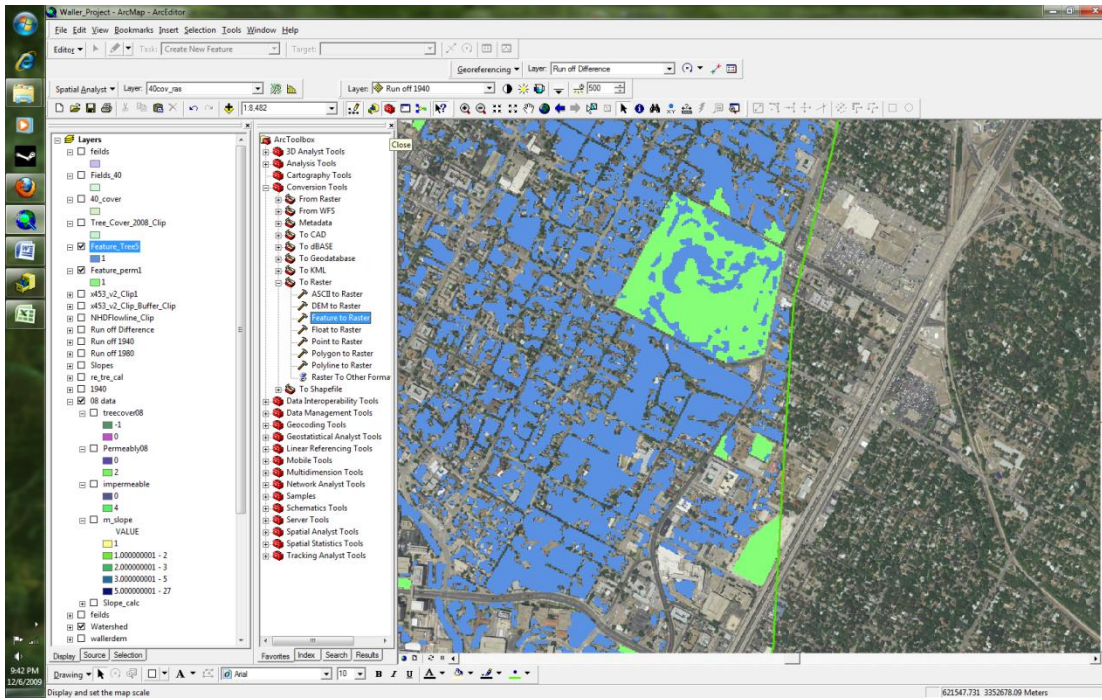 Waller_Project - ArcMap - ArcEditor
File Edit View Bookmarks Insert Selection Tools Window Help
Editor Task: Create New Feature Target:
Georeferencing Layer: Run off Difference
Spatial Analyst Layer: 40cov_ras Layer: Run off 1940 500
1:8,482
Layers
feilds
Fields_40
40_cover
Tree_Cover_2008_Clip
Feature_Tree5
1
Feature_perm1
1
x453_v2_Clip1
x453_v2_Clip_Buffer_Clip
NHDFlowline_Clip
Run off Difference
Run off 1940
Run off 1980
Slopes
re_tre_cal
1940
08 data
treecover08
-1
0
Permeably08
0
2
impermeable
0
4
m_slope
VALUE
1
1.000000001 - 2
2.000000001 - 3
3.000000001 - 5
5.000000001 - 27
Slope_calc
feilds
Watershed
wallerdem
Display Source Selection
ArcToolbox
Close
3D Analyst Tools
Analysis Tools
Cartography Tools
Conversion Tools
From Raster
From WFS
Metadata
To CAD
To dBASE
To Geodatabase
To KML
To Raster
ASCII to Raster
DEM to Raster
Feature to Raster
Float to Raster
Point to Raster
Polygon to Raster
Polyline to Raster
Raster To Other Forma
To Shapefile
Data Interoperability Tools
Data Management Tools
Geocoding Tools
Geostatistical Analyst Tools
Linear Referencing Tools
Mobile Tools
Multidimension Tools
Network Analyst Tools
Samples
Schematics Tools
Server Tools
Spatial Analyst Tools
Spatial Statistics Tools
Tracking Analyst Tools
Favorites Index Search Results
Drawing A Arial 10 B I U A
Display and set the map scale
621547.731 3352678.09 Meters
9:42 PM
12/6/2009